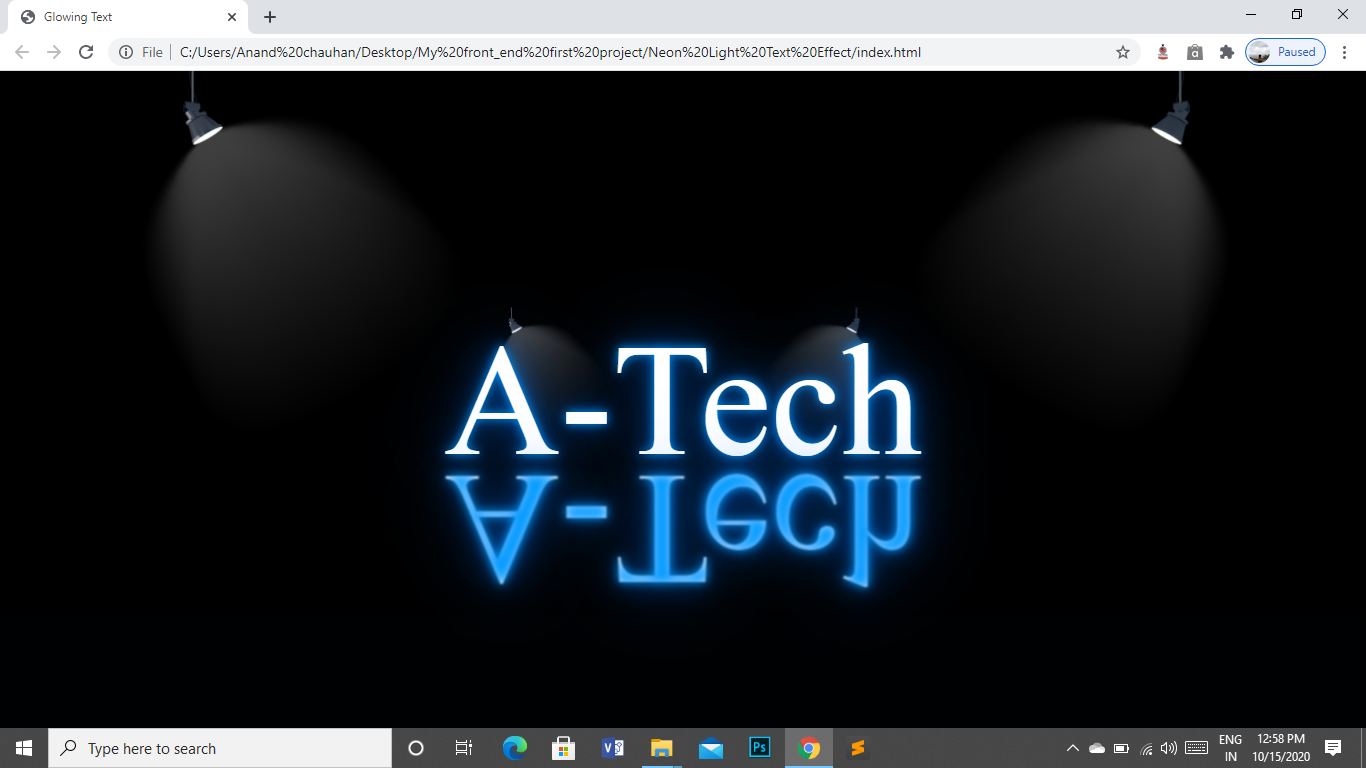 Glowing Text
File
C:/Users/Anand%20chauhan/Desktop/My%20front_end%20first%20project/Neon%20Light%20Text%20Effect/index.html
a
Paused
A-Tech
A-Tech
Type here to search
V
Ps
ENG
IN
12:58 PM
10/15/2020